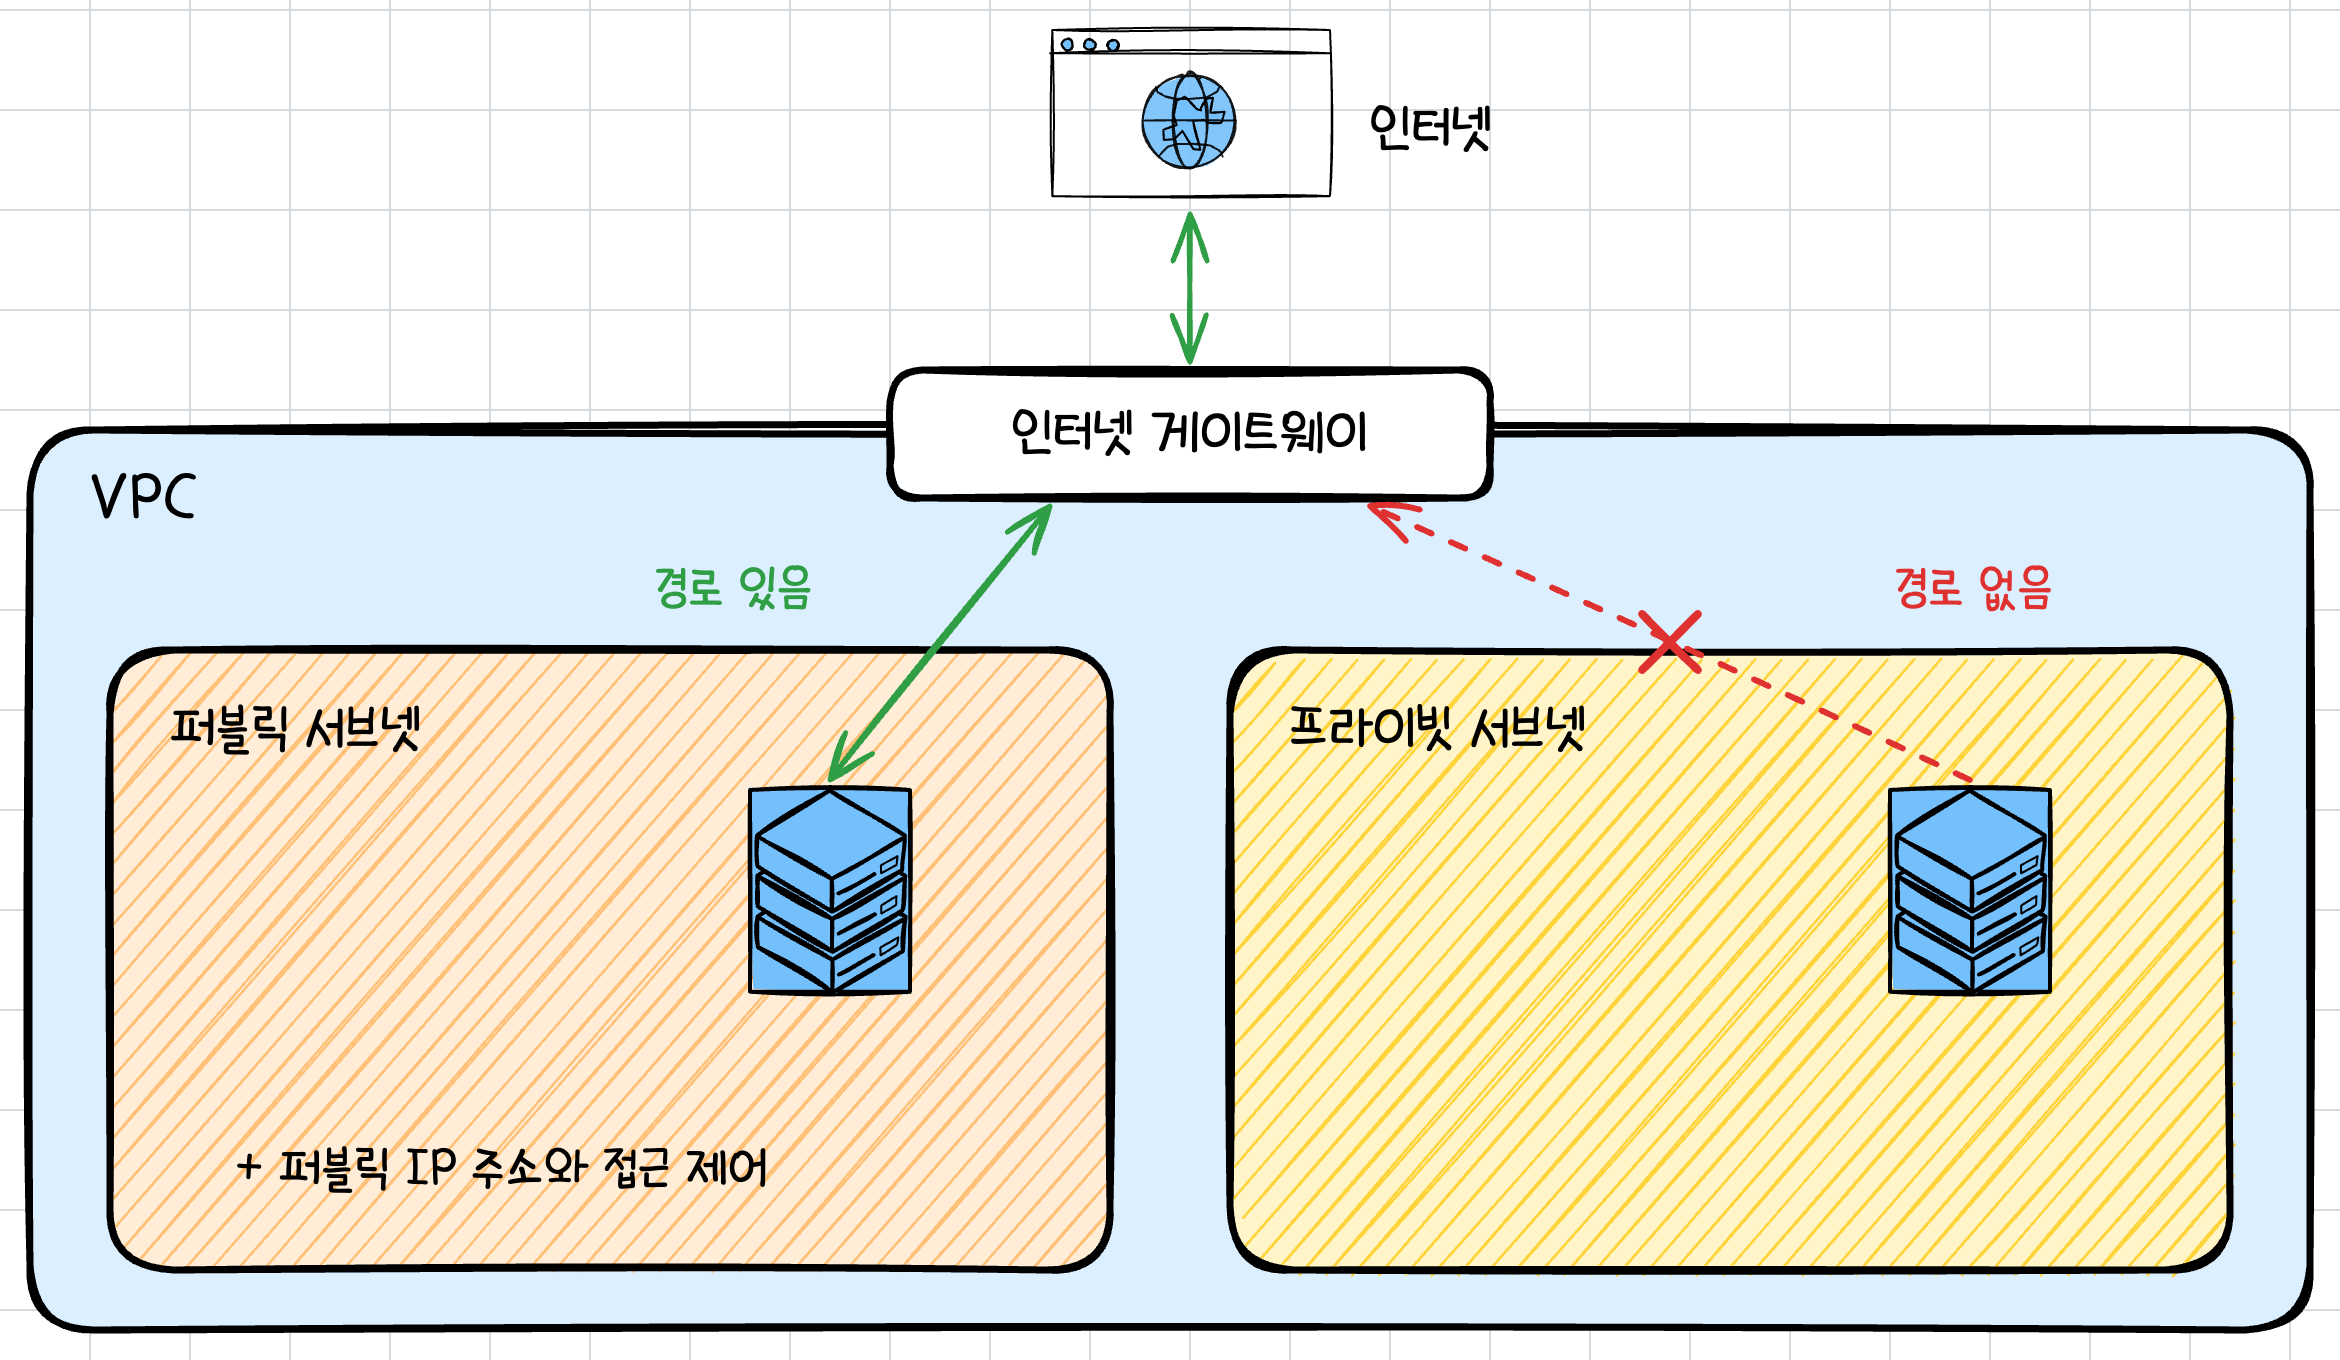 인터넷
인터넷 게이트웨이
VPC
경로 있음
경로 없음
퍼블릭 서브넷
프라이빗 서브넷
+ 퍼블릭 IP 주소와 접근 제어